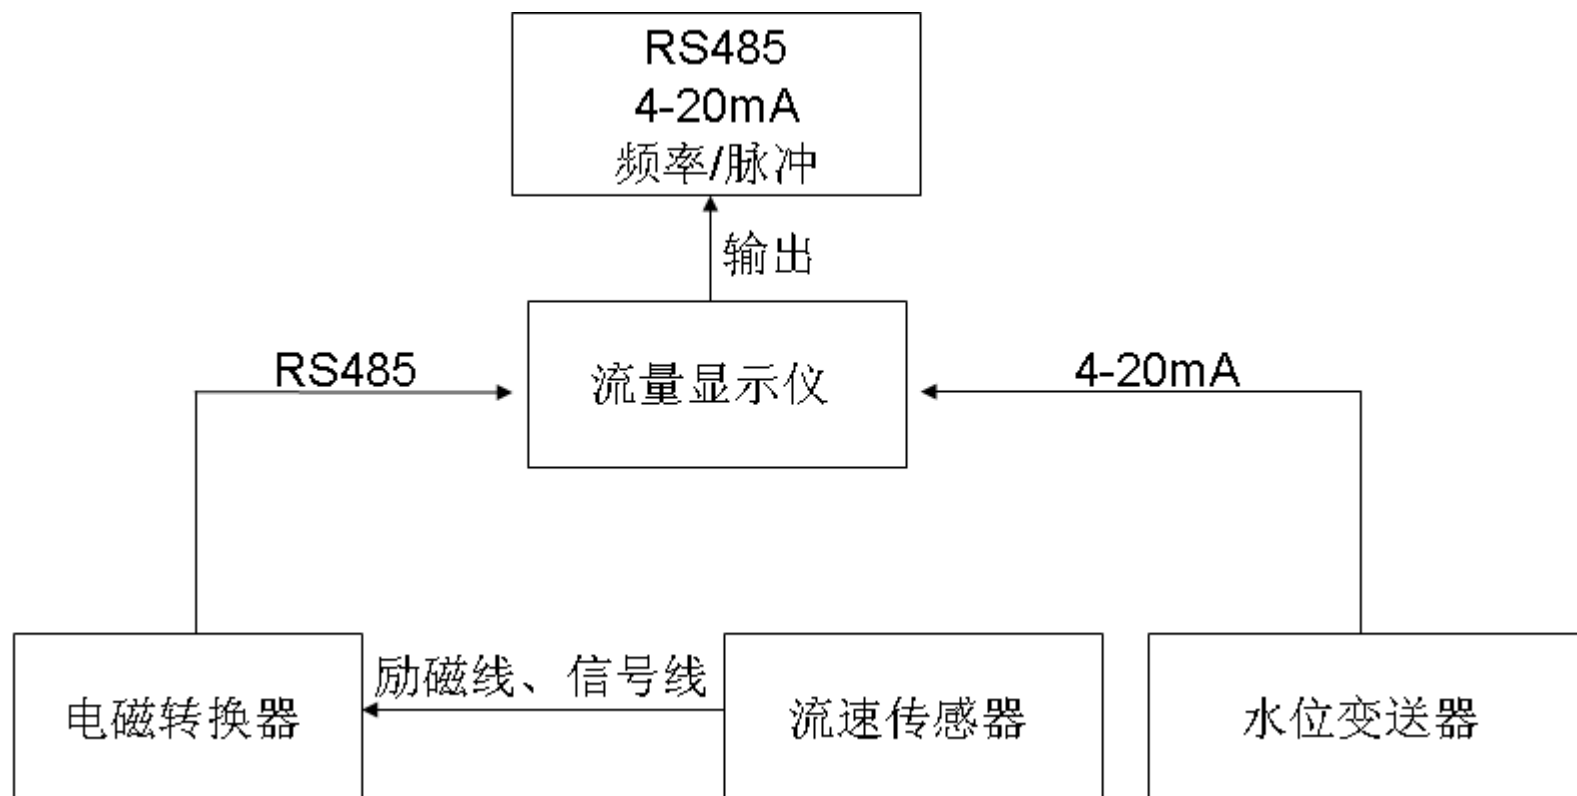 RS485
4-20mA
频率/脉冲
输出
RS485
流量显示仪
4-20mA
电磁转换器
励磁线、信号线
流速传感器
水位变送器